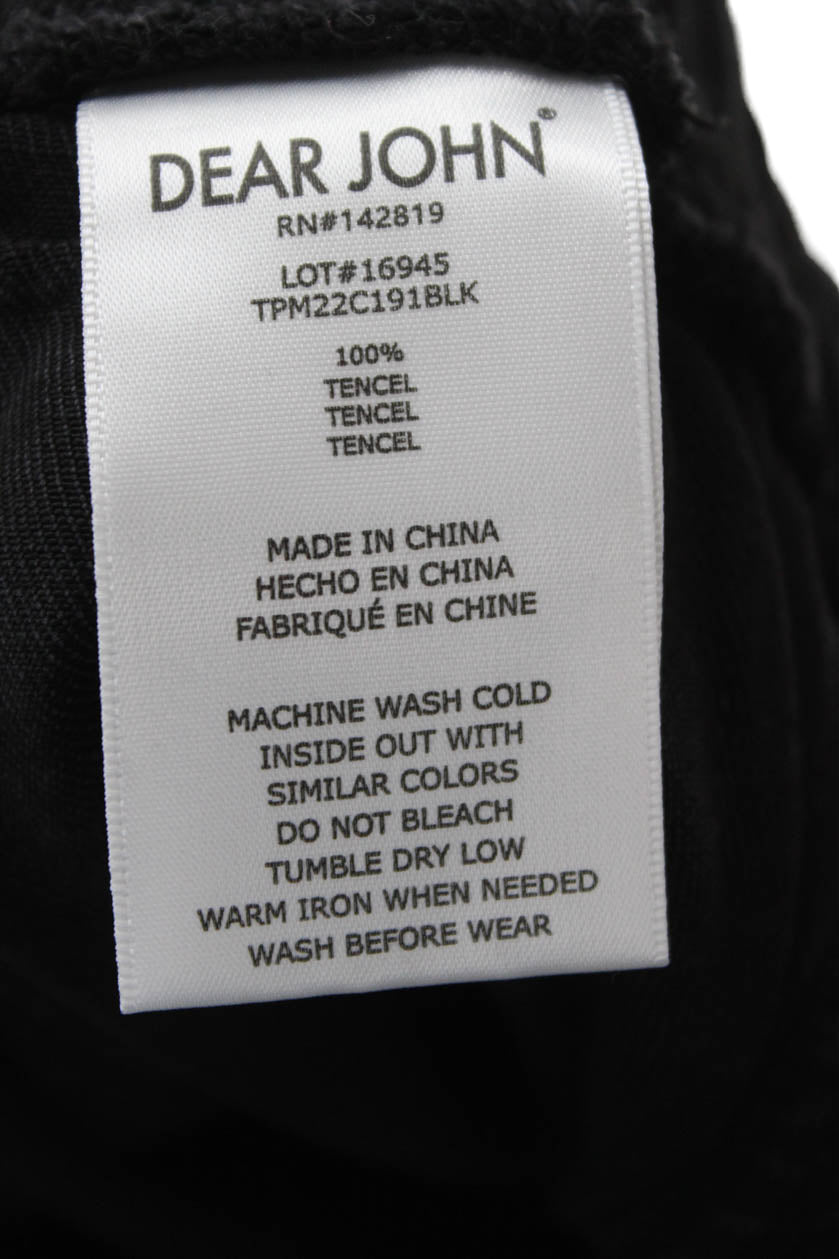 DEAR JOHN®
RN#142819
LOT#16945
TPM22C191BLK
100%
TENCEL
TENCEL
TENCEL
MADE IN CHINA
HECHO EN CHINA
FABRIQUÉ EN CHINE
MACHINE WASH COLD
INSIDE OUT WITH
SIMILAR COLORS
DO NOT BLEACH
TUMBLE DRY LOW
WARM IRON WHEN NEEDED
WASH BEFORE WEAR